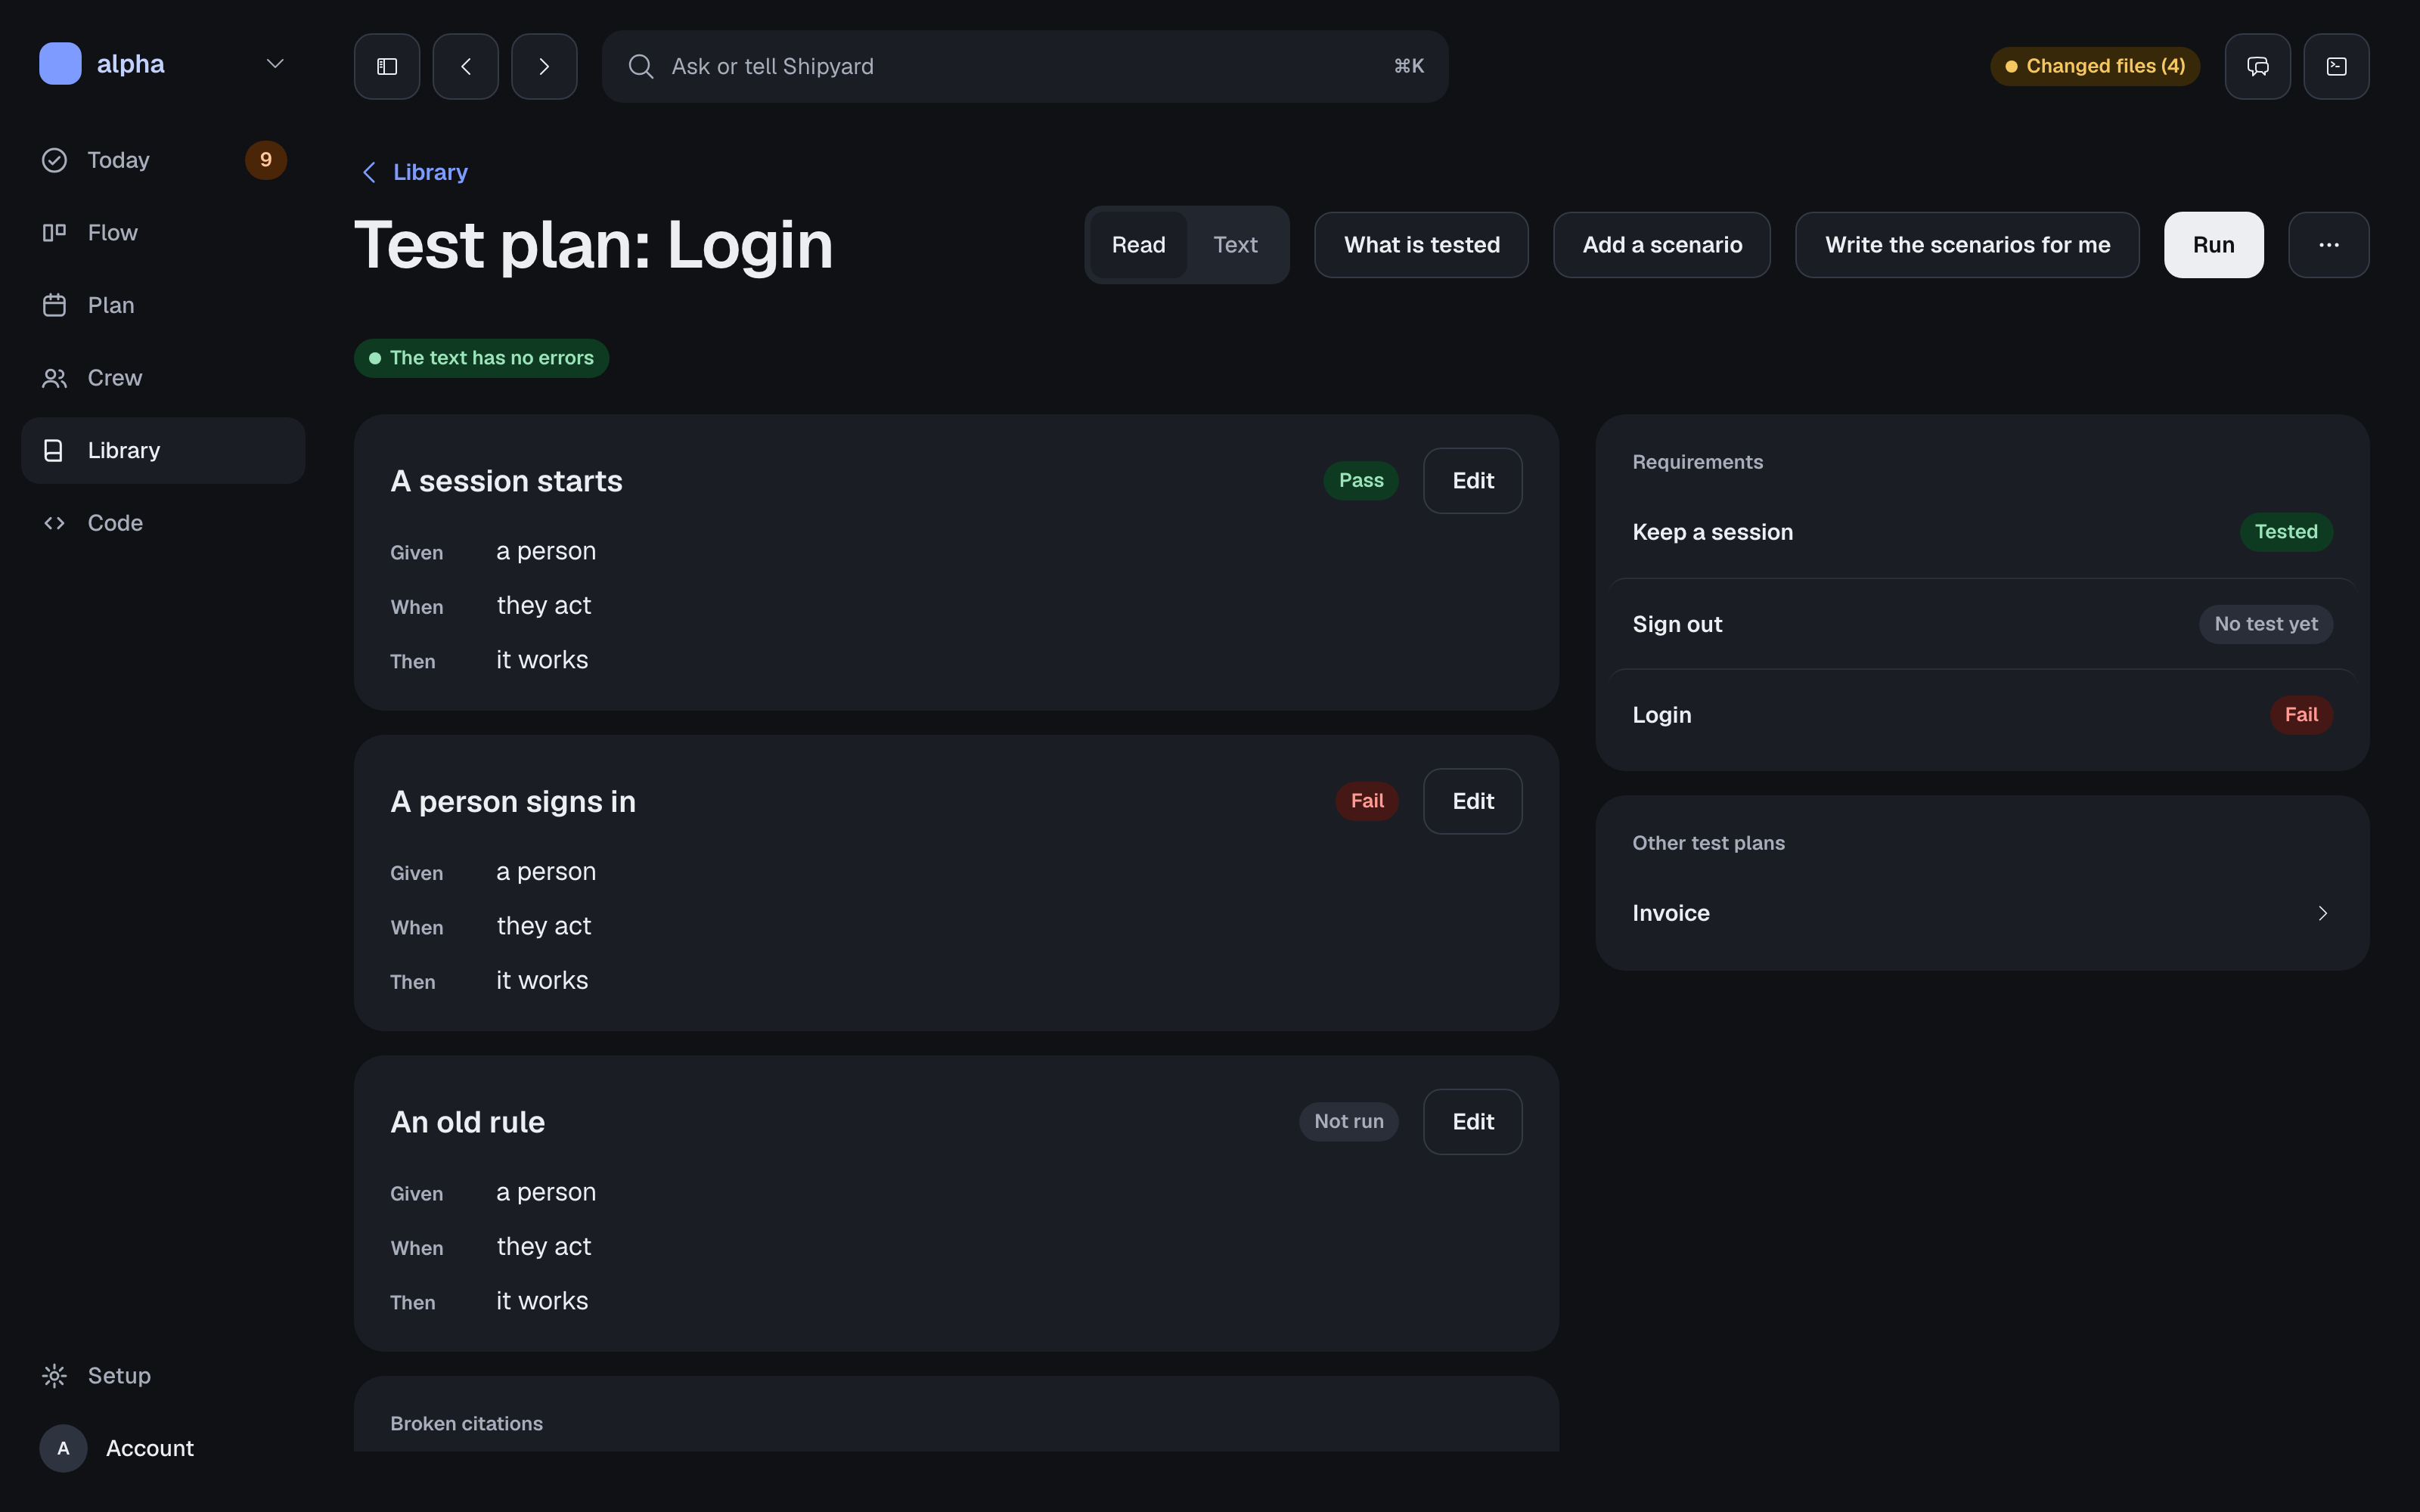 alpha
Ask or tell Shipyard
⌘K
Changed files (4)
Today
9
Flow
Plan
Crew
Library
Code
Setup
A
Account
Library
Test plan: Login
Read
Text
What is tested
Add a scenario
Write the scenarios for me
Run
The text has no errors
A session starts
Pass
Edit
Given a person
When they act
Then it works
A person signs in
Fail
Edit
Given a person
When they act
Then it works
An old rule
Not run
Edit
Given a person
When they act
Then it works
Broken citations
Requirements
Keep a session
Tested
Sign out
No test yet
Login
Fail
Other test plans
Invoice